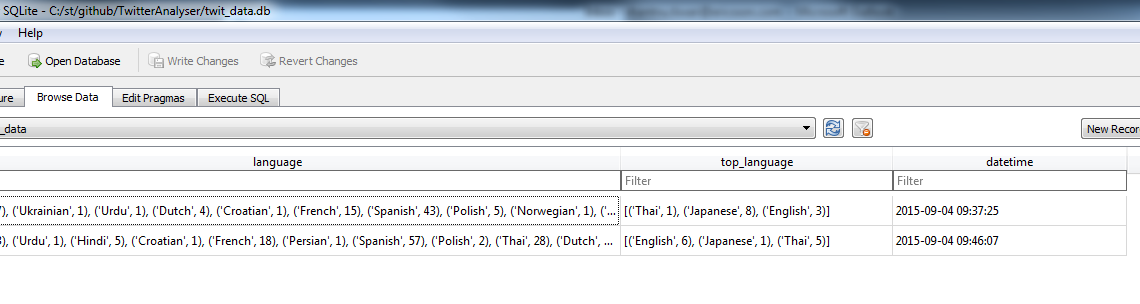 SQLite - C:/st/github/TwitterAnalyser/twit_data.db
Help
Open Database Write Changes Revert Changes
Browse Data Edit Pragmas Execute SQL
_data New Recor
language top_language datetime
Filter Filter
), ('Ukrainian', 1), ('Urdu', 1), ('Dutch', 4), ('Croatian', 1), ('French', 15), ('Spanish', 43), ('Polish', 5), ('Norwegian', 1), ('... [('Thai', 1), ('Japanese', 8), ('English', 3)] 2015-09-04 09:37:25
), ('Urdu', 1), ('Hindi', 5), ('Croatian', 1), ('French', 18), ('Persian', 1), ('Spanish', 57), ('Polish', 2), ('Thai', 28), ('Dutch', ... [('English', 6), ('Japanese', 1), ('Thai', 5)] 2015-09-04 09:46:07